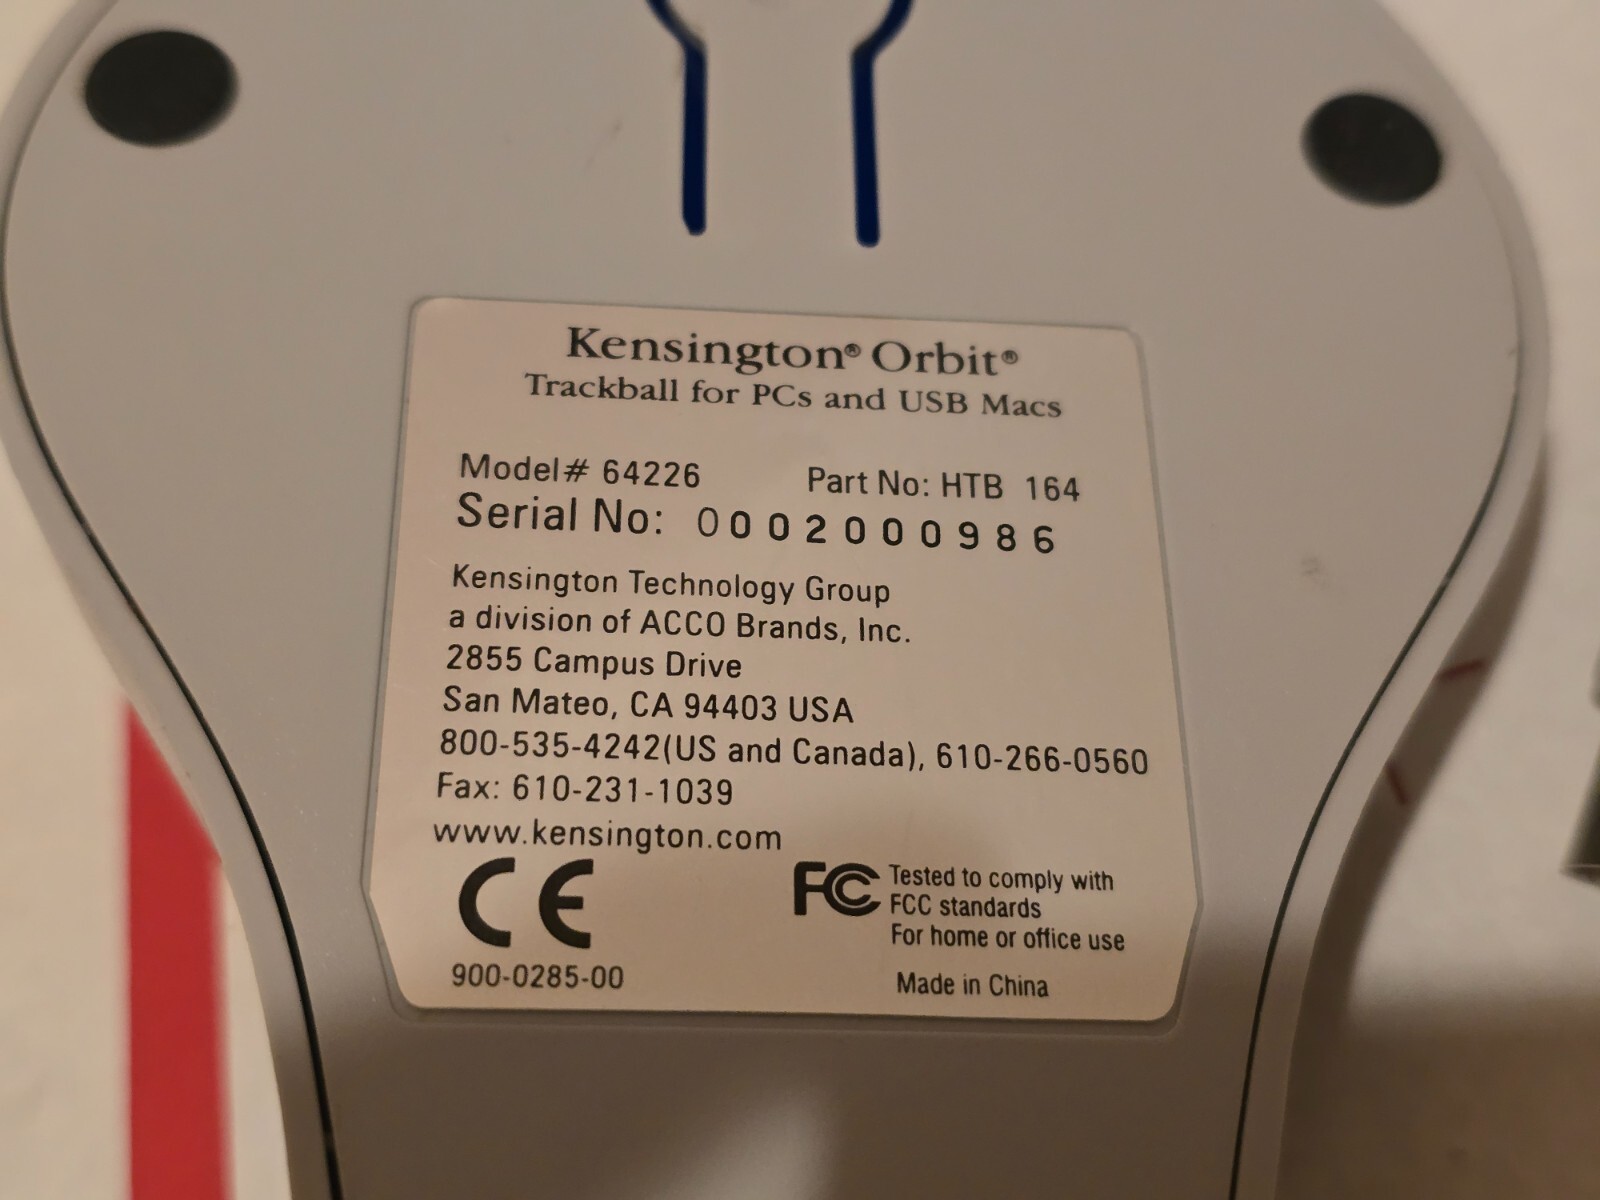 Kensington® Orbit®
Trackball for PCs and USB Macs
Model# 64226 Part No: HTB 164
Serial No: 0002000986
Kensington Technology Group
a division of ACCO Brands, Inc.
2855 Campus Drive
San Mateo, CA 94403 USA
800-535-4242(US and Canada), 610-266-0560
Fax: 610-231-1039
www.kensington.com
CE
FC Tested to comply with
FCC standards
For home or office use
900-0285-00
Made in China